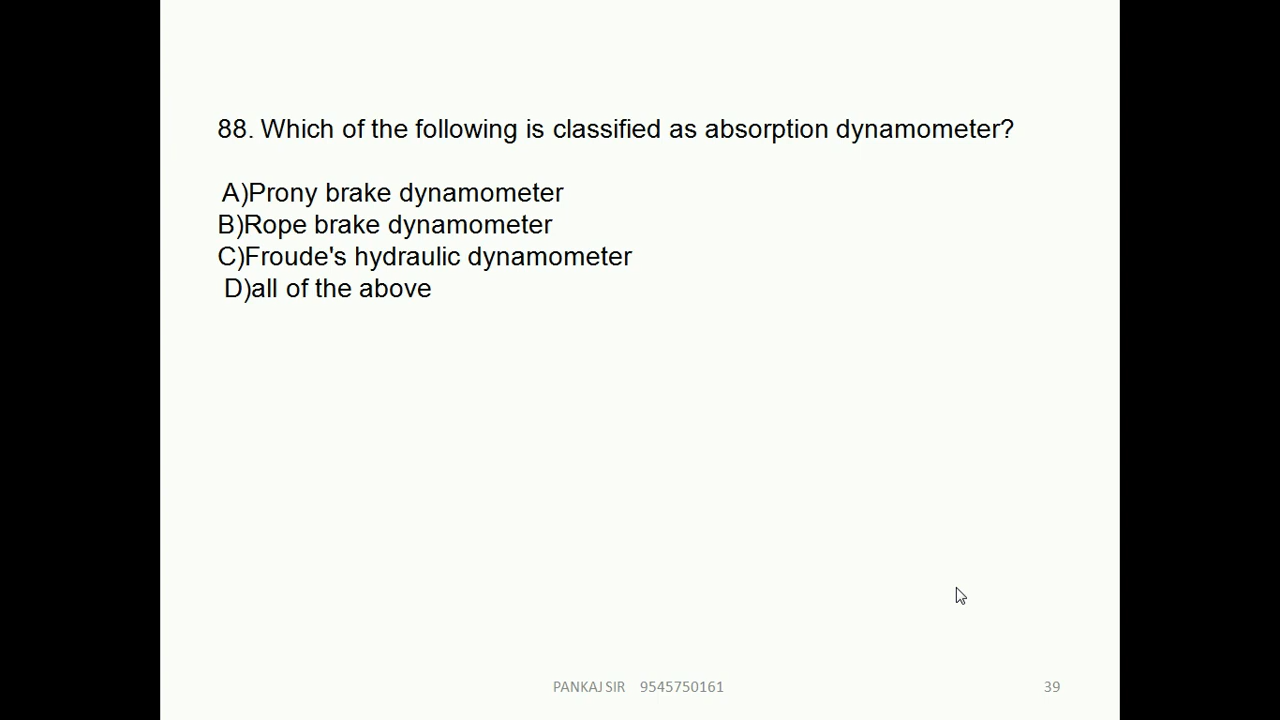 88. Which of the following is classified as absorption dynamometer?
A)Prony brake dynamometer
B)Rope brake dynamometer
C)Froude's hydraulic dynamometer
D)all of the above
PANKAJ SIR 9545750161
39